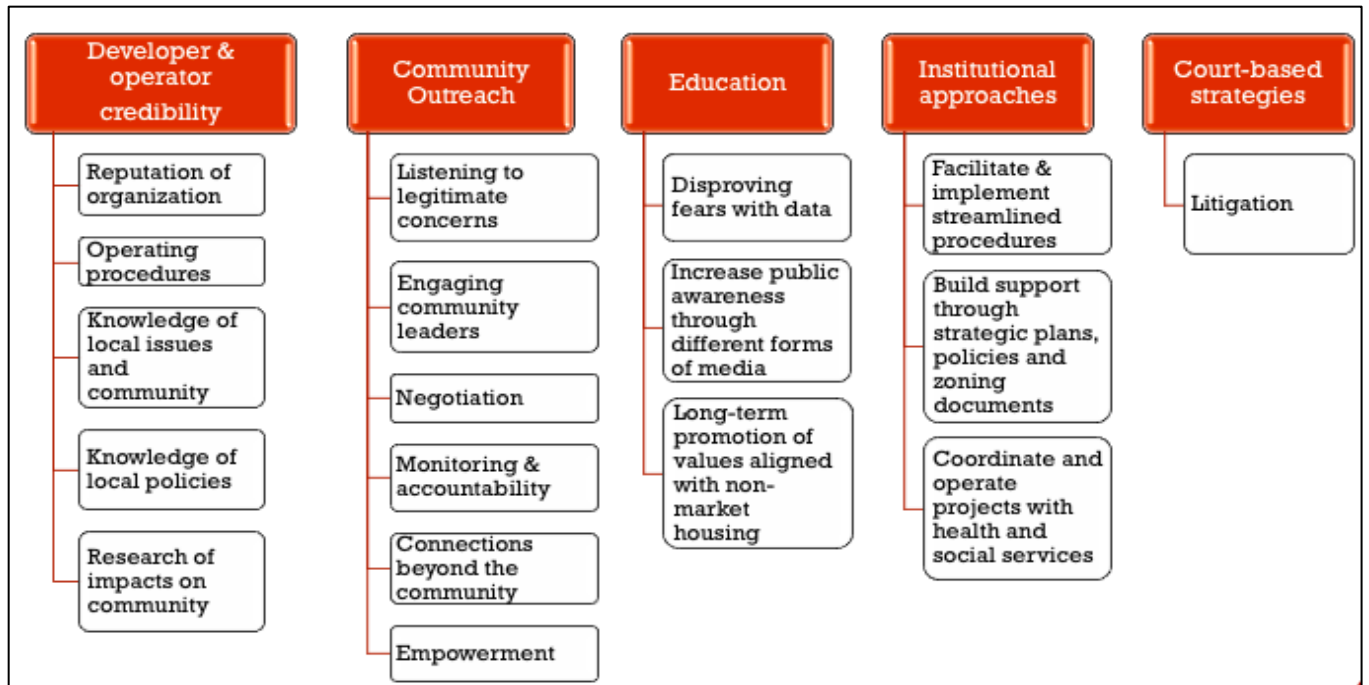 Developer &
operator
credibility
Reputation of
organization
Operating
procedures
Knowledge of
local issues
and
community
Knowledge of
local policies
Research of
impacts on
community
Community
Outreach
Listening to
legitimate
concerns
Engaging
community
leaders
Negotiation
Monitoring &
accountability
Connections
beyond the
community
Empowerment
Education
Disproving
fears with data
Increase public
awareness
through
different forms
of media
Long-term
promotion of
values aligned
with non-
market
housing
Institutional
approaches
Facilitate &
implement
streamlined
procedures
Build support
through
strategic plans,
policies and
zoning
documents
Coordinate and
operate
projects with
health and
social services
Court-based
strategies
Litigation